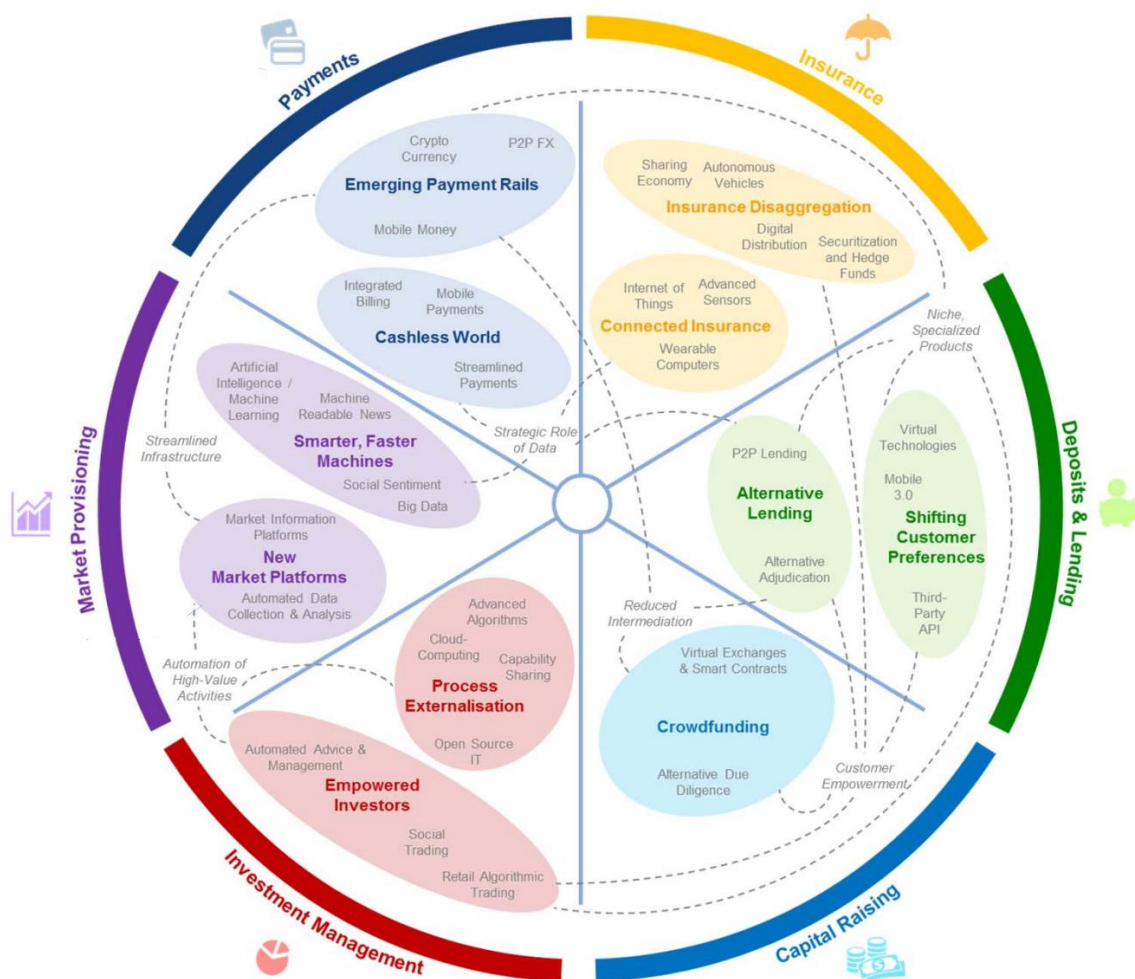 Payments
Insurance
Crypto
Currency
P2P FX
Emerging Payment Rails
Mobile Money
Integrated
Billing
Mobile
Payments
Cashless World
Streamlined
Payments
Sharing
Economy
Autonomous
Vehicles
Insurance Disaggregation
Digital
Distribution
Securitization
and Hedge
Funds
Internet of
Things
Advanced
Sensors
Connected Insurance
Wearable
Computers
Niche,
Specialized
Products
Market Provisioning
Artificial
Intelligence /
Machine
Learning
Machine
Readable News
Smarter, Faster
Machines
Social Sentiment
Big Data
Streamlined
Infrastructure
Strategic Role
of Data
Market Information
Platforms
New
Market Platforms
Automated Data
Collection & Analysis
Automation of
High-Value
Activities
Deposits & Lending
P2P Lending
Alternative
Lending
Alternative
Adjudication
Virtual
Technologies
Mobile
3.0
Shifting
Customer
Preferences
Third-
Party
API
Reduced
Intermediation
Advanced
Algorithms
Cloud-
Computing
Capability
Sharing
Process
Externalisation
Open Source
IT
Automated Advice &
Management
Empowered
Investors
Social
Trading
Retail Algorithmic
Trading
Investment Management
Virtual Exchanges
& Smart Contracts
Crowdfunding
Alternative Due
Diligence
Customer
Empowerment
Capital Raising